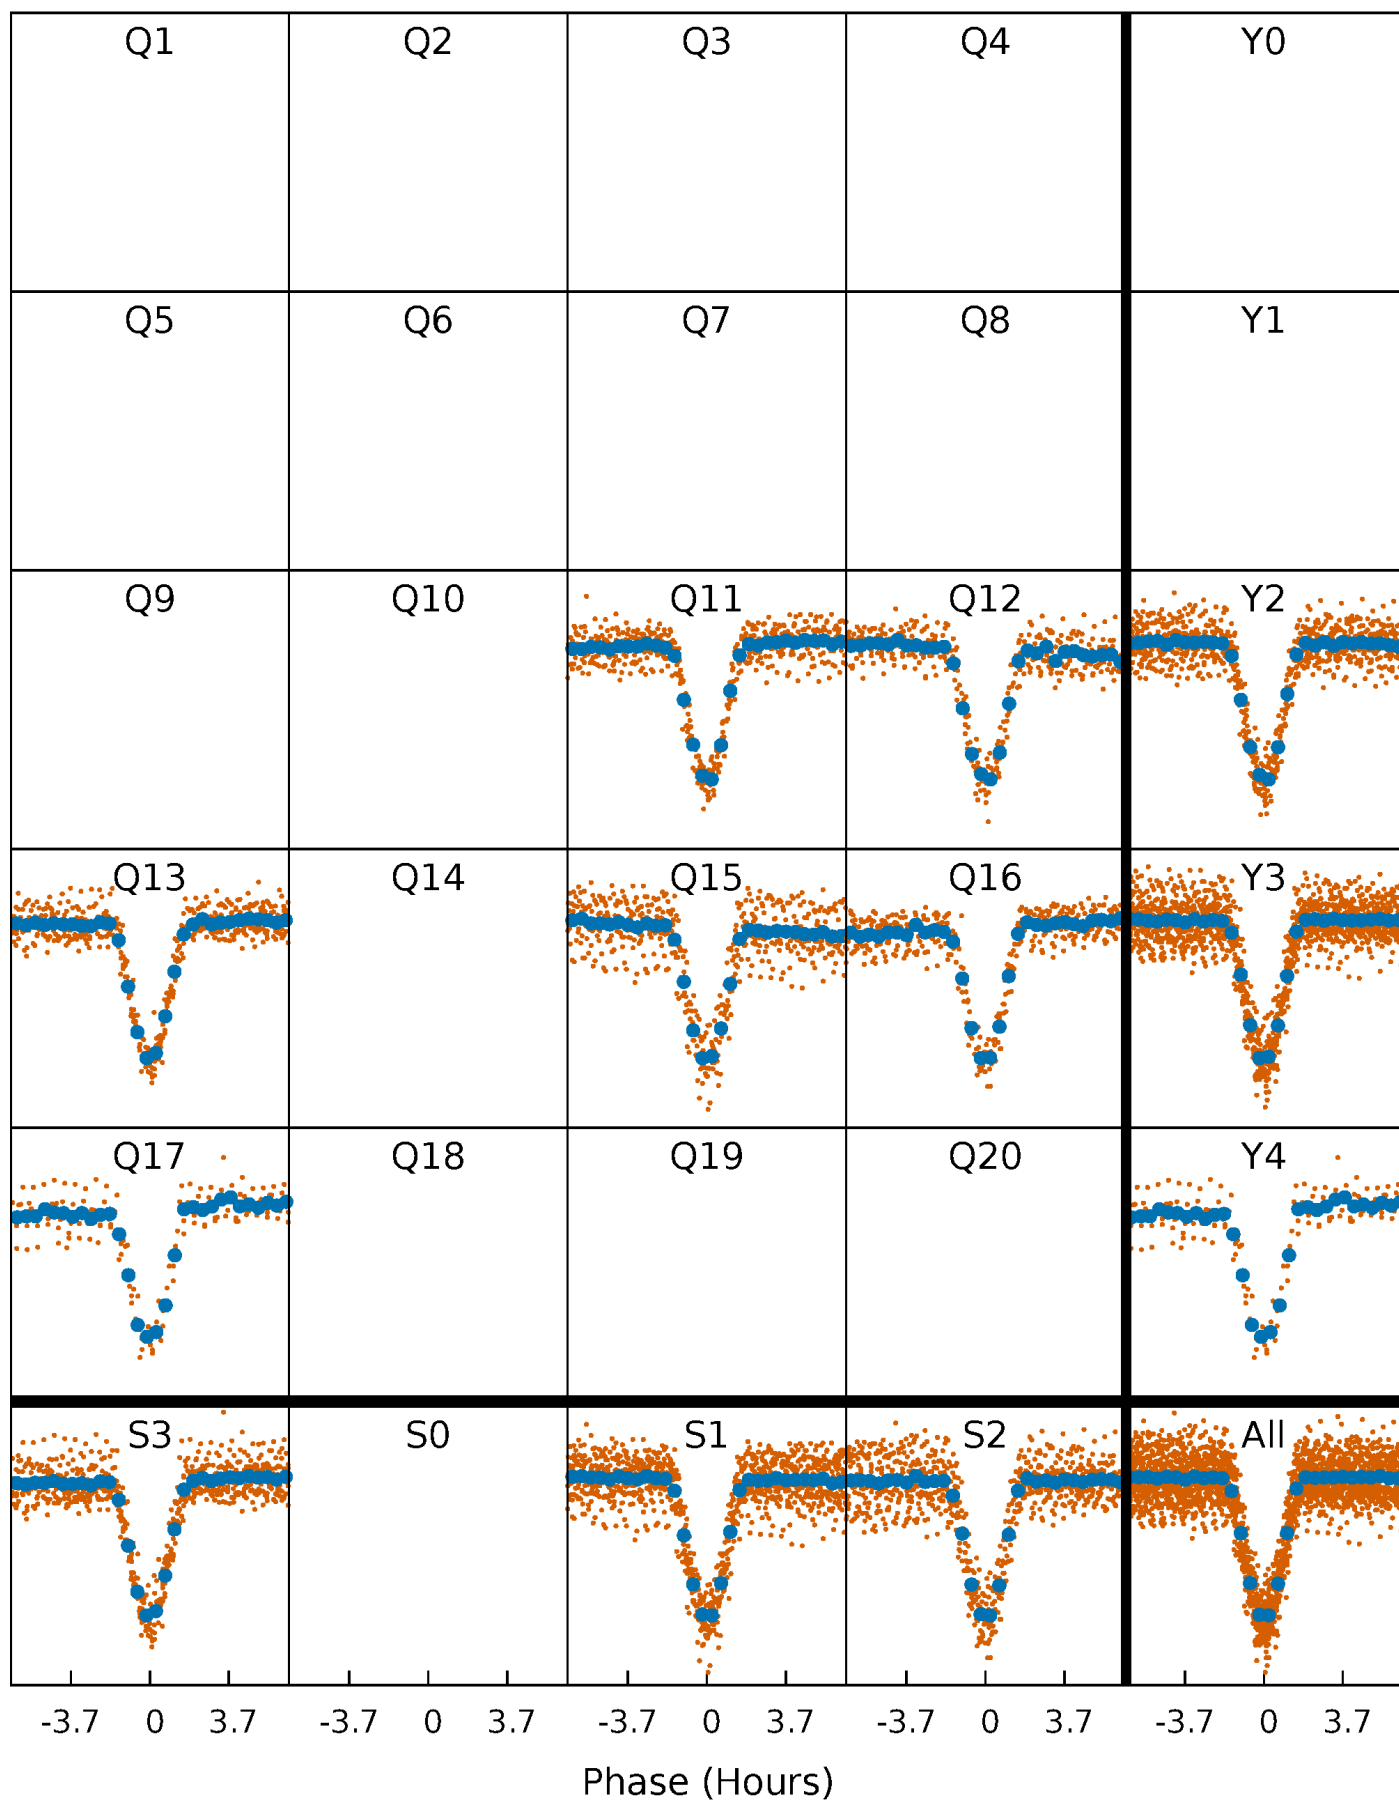 Q1 Q2 Q3 Q4 Y0
Q5 Q6 Q7 Q8 Y1
Q9 Q10 Q11 Q12 Y2
Q13 Q14 Q15 Q16 Y3
Q17 Q18 Q19 Q20 Y4
S3 S0 S1 S2 All
-3.7 0 3.7 -3.7 0 3.7 -3.7 0 3.7 -3.7 0 3.7 -3.7 0 3.7
Phase (Hours)